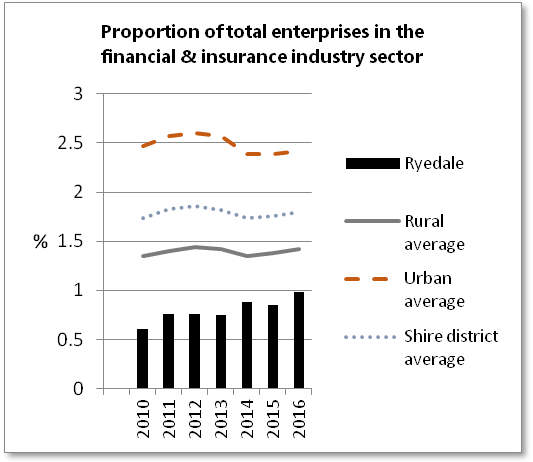 Proportion of total enterprises in the
financial & insurance industry sector
3
2.5
2
1.5
1
0.5
0
%
2010
2011
2012
2013
2014
2015
2016
Ryedale
Rural
average
Urban
average
Shire district
average